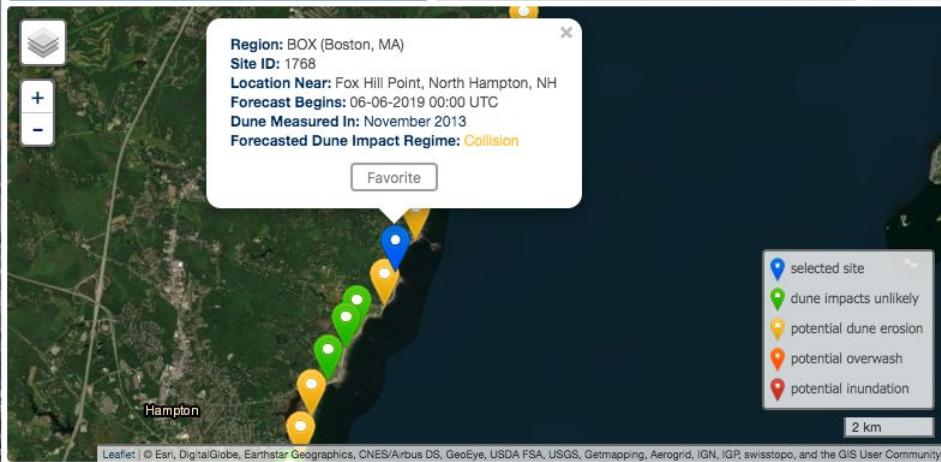 Region: BOX (Boston, MA)
Site ID: 1768
Location Near: Fox Hill Point, North Hampton, NH
Forecast Begins: 06-06-2019 00:00 UTC
Dune Measured In: November 2013
Forecasted Dune Impact Regime: Collision
Favorite
×
+
−
selected site
dune impacts unlikely
potential dune erosion
potential overwash
potential inundation
Hampton
2 km
Leaflet | © Esri, DigitalGlobe, Earthstar Geographics, CNES/Airbus DS, GeoEye, USDA FSA, USGS, Getmapping, Aerogrid, IGN, IGP, swisstopo, and the GIS User Community